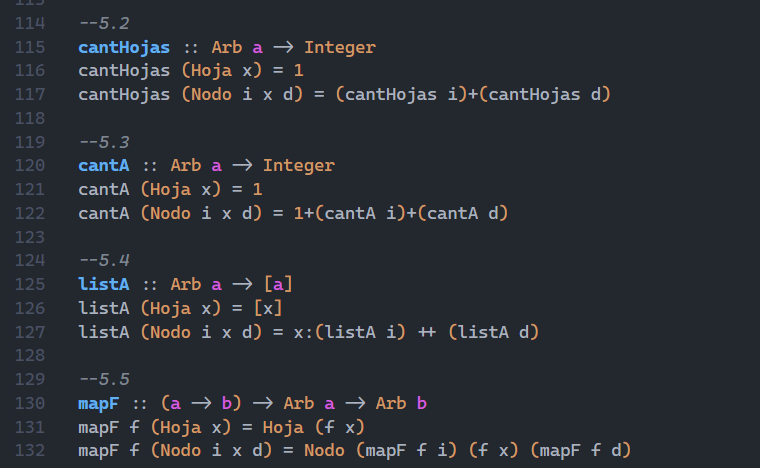 114 --5.2
115 cantHojas :: Arb a -> Integer
116 cantHojas (Hoja x) = 1
117 cantHojas (Nodo i x d) = (cantHojas i)+(cantHojas d)
118
119 --5.3
120 cantA :: Arb a -> Integer
121 cantA (Hoja x) = 1
122 cantA (Nodo i x d) = 1+(cantA i)+(cantA d)
123
124 --5.4
125 listA :: Arb a -> [a]
126 listA (Hoja x) = [x]
127 listA (Nodo i x d) = x:(listA i) ++ (listA d)
128
129 --5.5
130 mapF :: (a -> b) -> Arb a -> Arb b
131 mapF f (Hoja x) = Hoja (f x)
132 mapF f (Nodo i x d) = Nodo (mapF f i) (f x) (mapF f d)